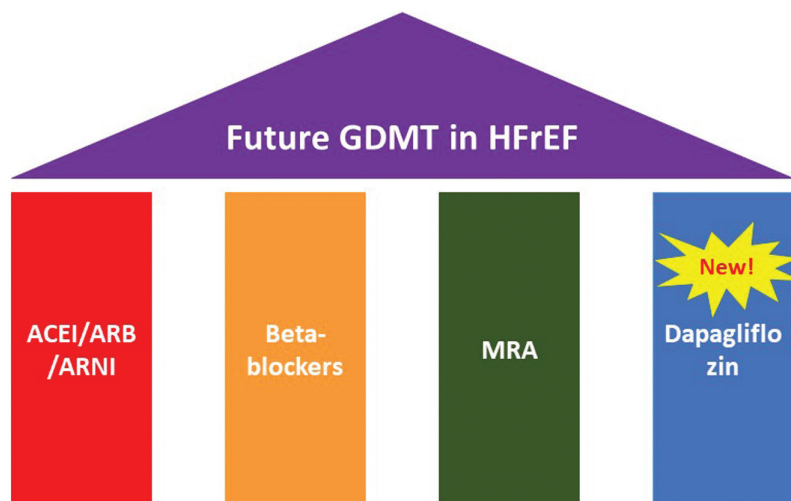 Future GDMT in HFrEF
ACEI/ARB
/ARNI
Beta-
blockers
MRA
New!
Dapagliflo
zin